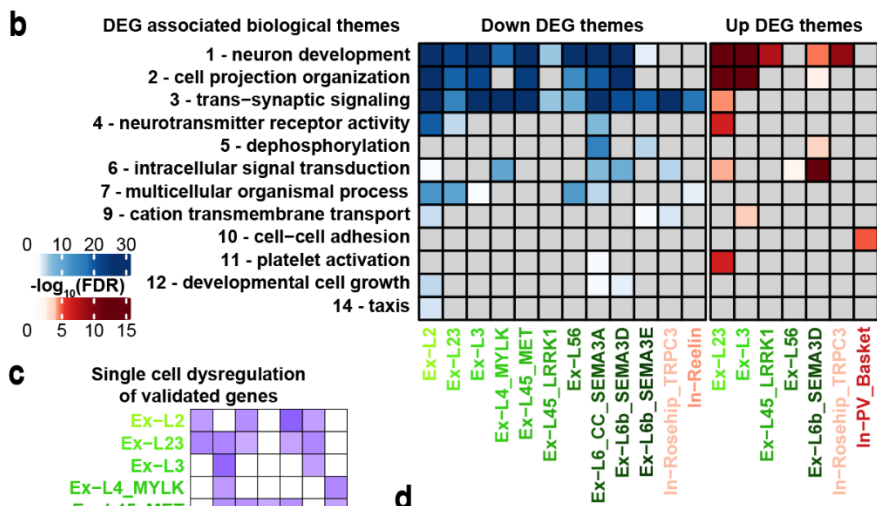 b
DEG associated biological themes
Down DEG themes
Up DEG themes
1 - neuron development
2 - cell projection organization
3 - trans-synaptic signaling
4 - neurotransmitter receptor activity
5 - dephosphorylation
6 - intracellular signal transduction
7 - multicellular organismal process
9 - cation transmembrane transport
10 - cell-cell adhesion
11 - platelet activation
12 - developmental cell growth
14 - taxis
0 10 20 30
-log10(FDR)
0 5 10 15
Ex-L2
Ex-L23
Ex-L3
Ex-L4_MYLK
Ex-L45_MET
Ex-L45_LRRK1
Ex-L56
Ex-L6_CC_SEMA3A
Ex-L6b_SEMA3D
Ex-L6b_SEMA3E
In-Rosehip_TRPC3
In-Reelin
Ex-L23
Ex-L3
Ex-L45_LRRK1
Ex-L56
Ex-L6b_SEMA3D
In-Rosehip_TRPC3
In-PV_Basket
c
Single cell dysregulation
of validated genes
Ex-L2
Ex-L23
Ex-L3
Ex-L4_MYLK
Ex-L45_MET
d